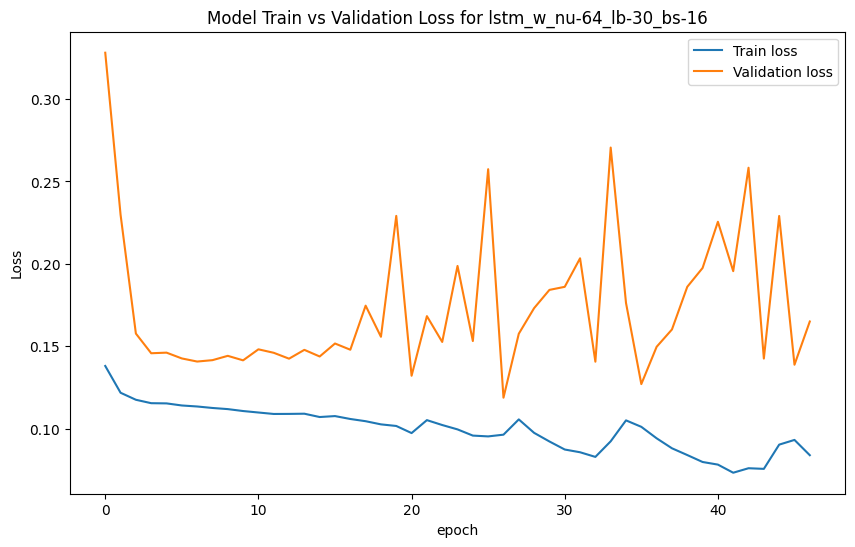 Model Train vs Validation Loss for lstm_w_nu-64_lb-30_bs-16
Train loss
Validation loss
0.30
0.25
0.20
0.15
0.10
Loss
0
10
20
30
40
epoch